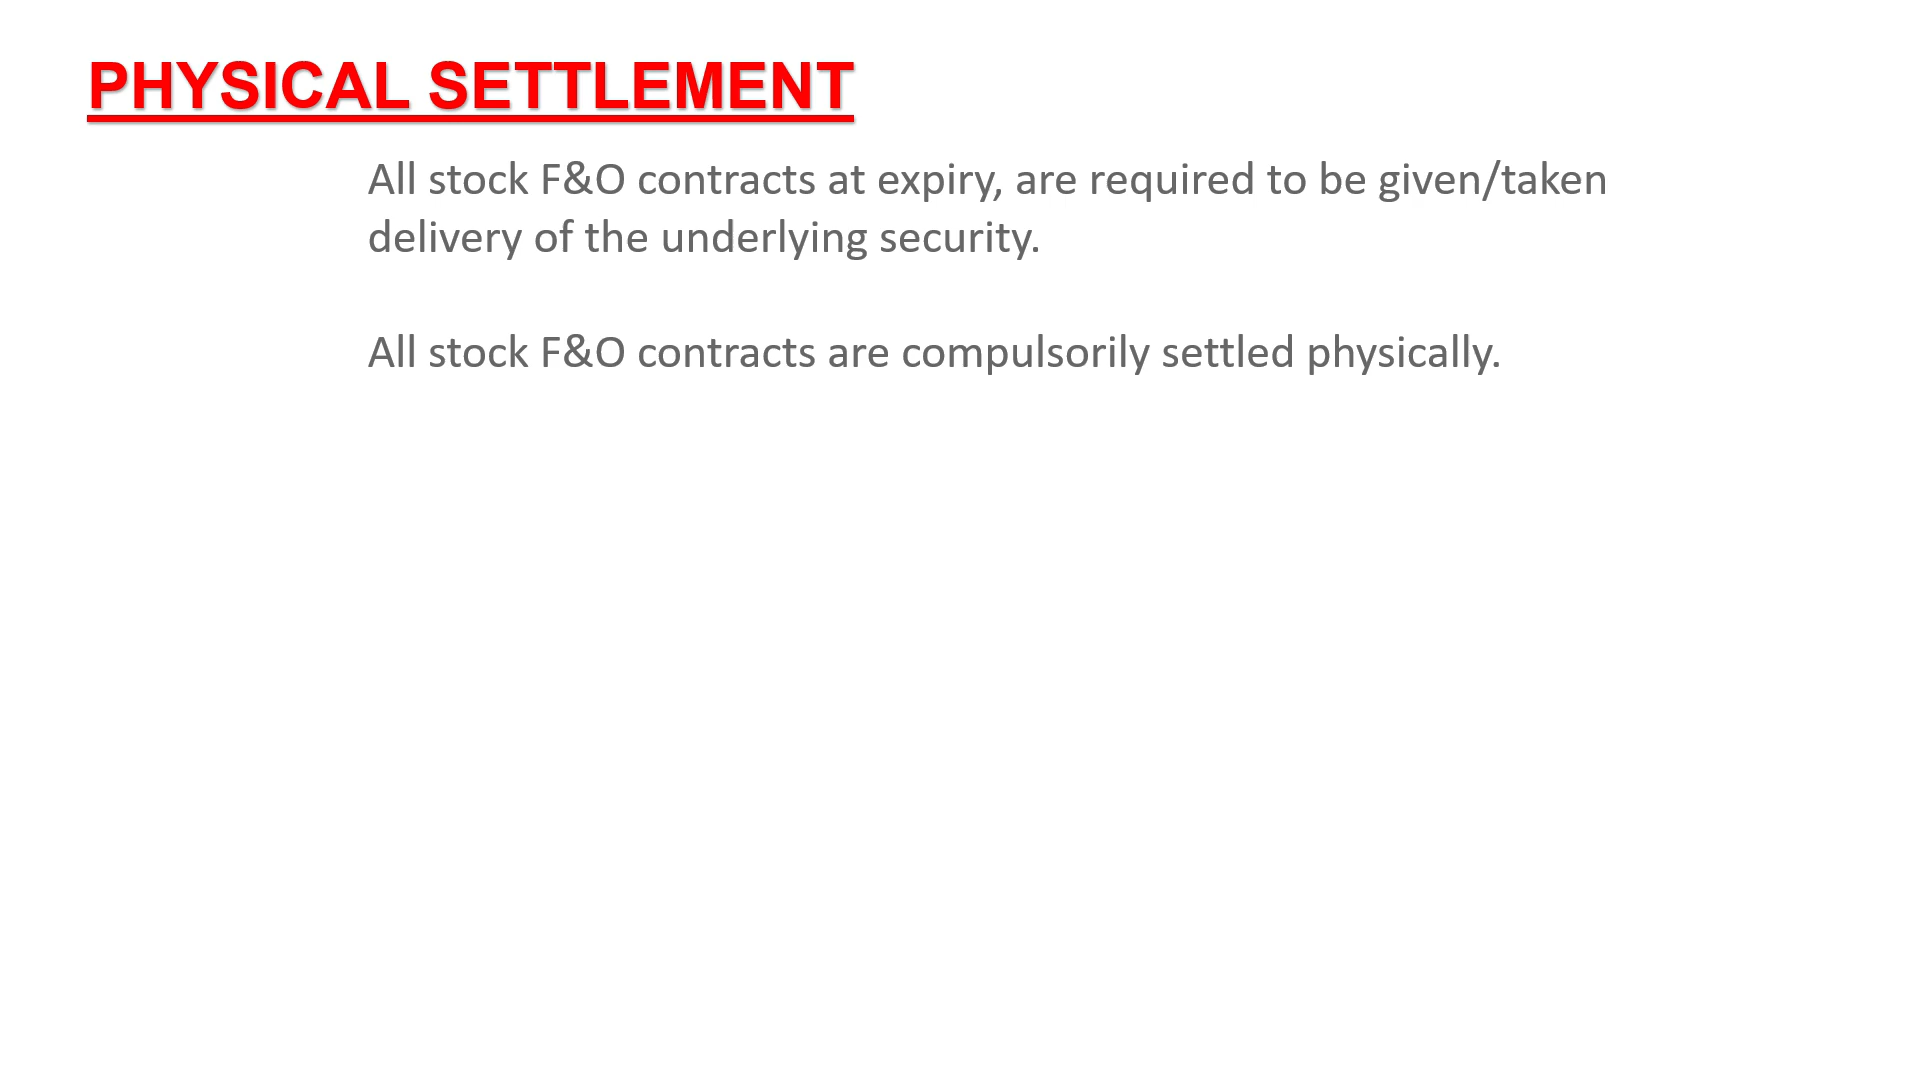 PHYSICAL SETTLEMENT
All stock F&O contracts at expiry, are required to be given/taken
delivery of the underlying security.
All stock F&O contracts are compulsorily settled physically.